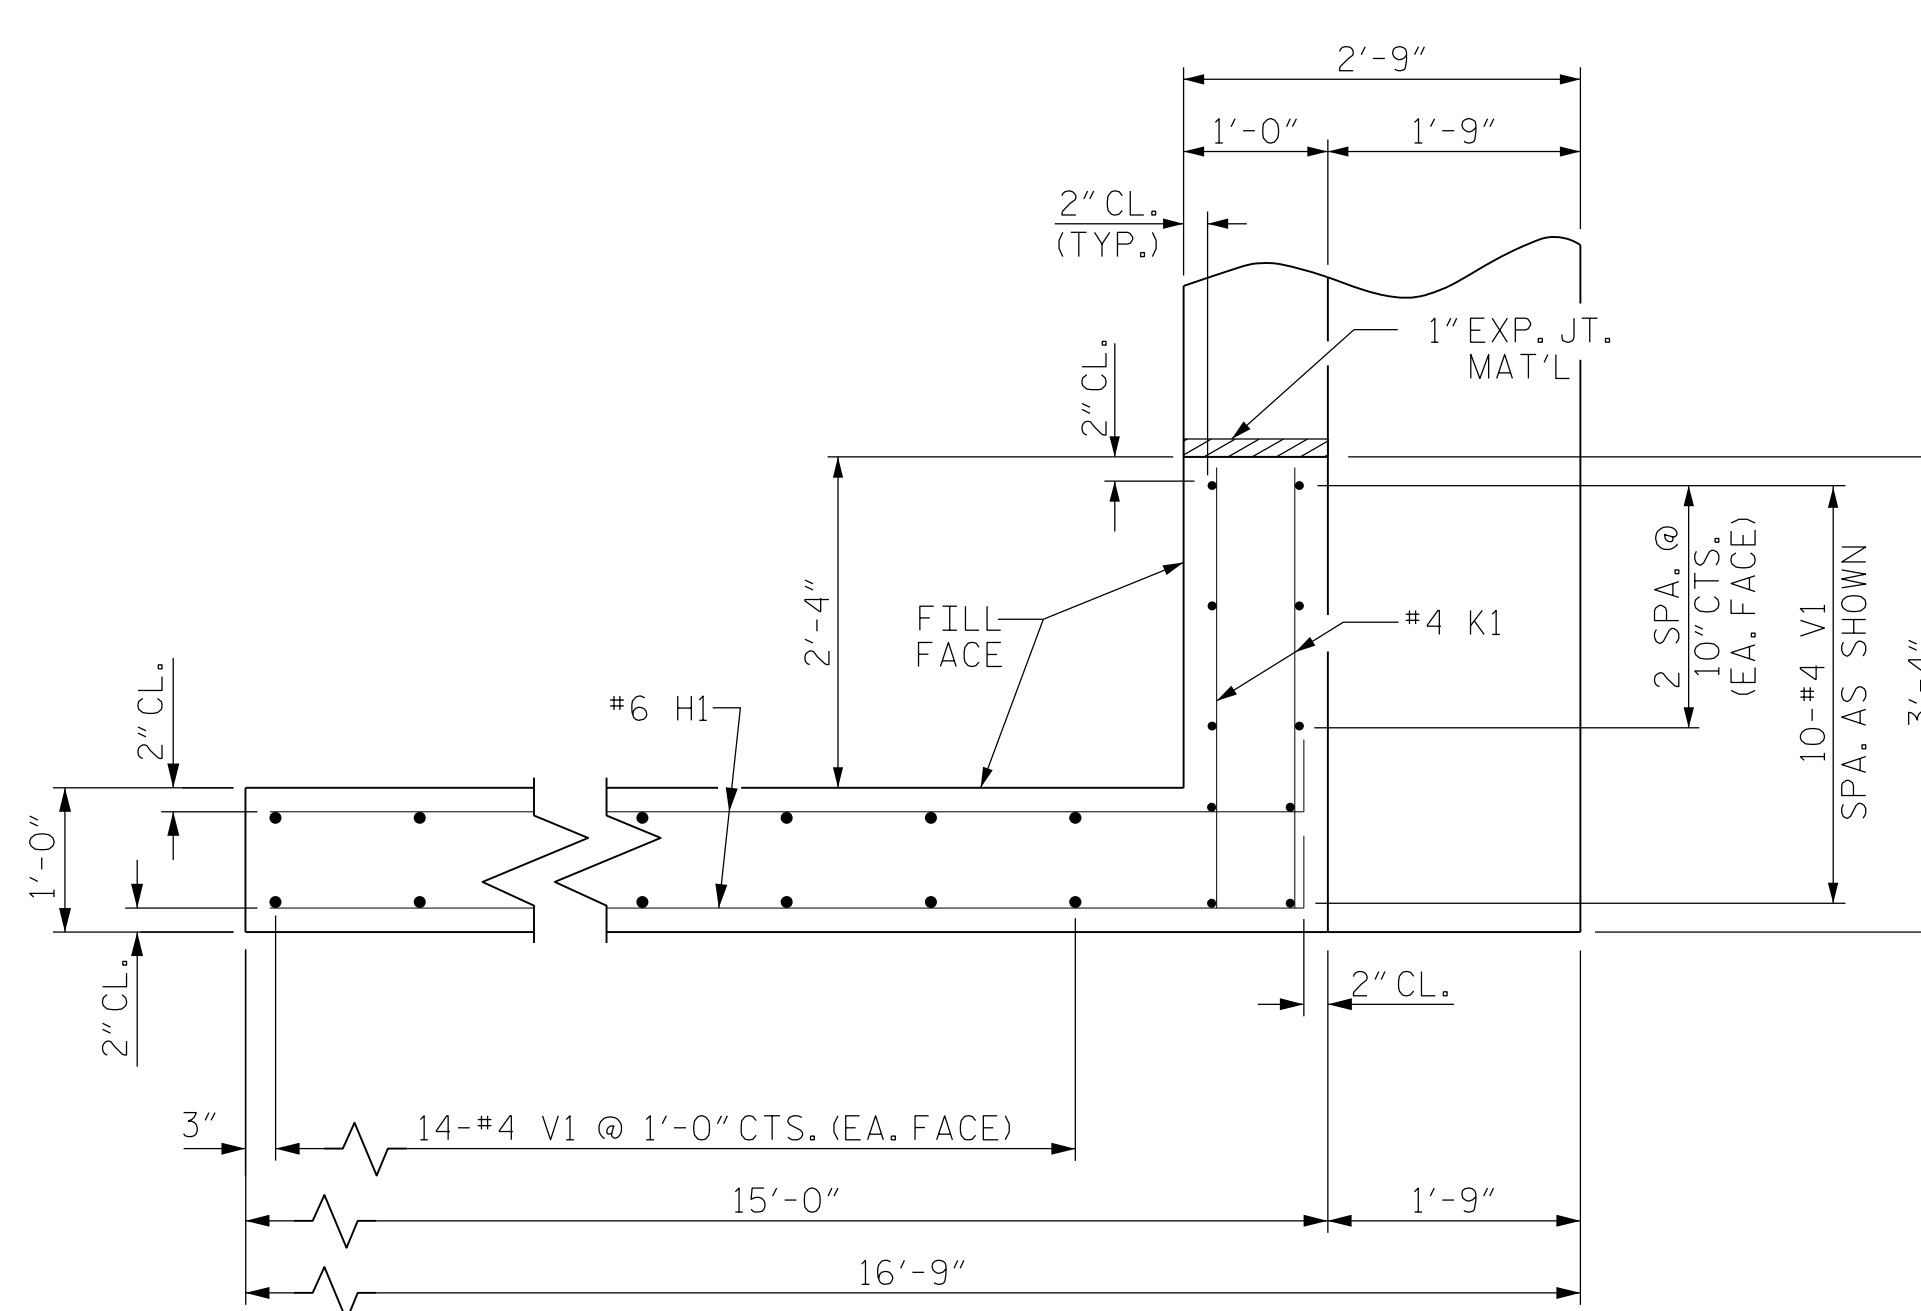 2'-9"
1'-0"
1'-9"
2" CL.
(TYP.)
1" EXP. JT.
MAT'L
2" CL.
2'-4"
FILL
FACE
#4 K1
2 SPA. @
10" CTS.
(EA. FACE)
10-#4 V1
SPA. AS SHOWN
3'-4"
#6 H1
2" CL.
1'-0"
2" CL.
2" CL.
3"
14-#4 V1 @ 1'-0" CTS. (EA. FACE)
15'-0"
1'-9"
16'-9"